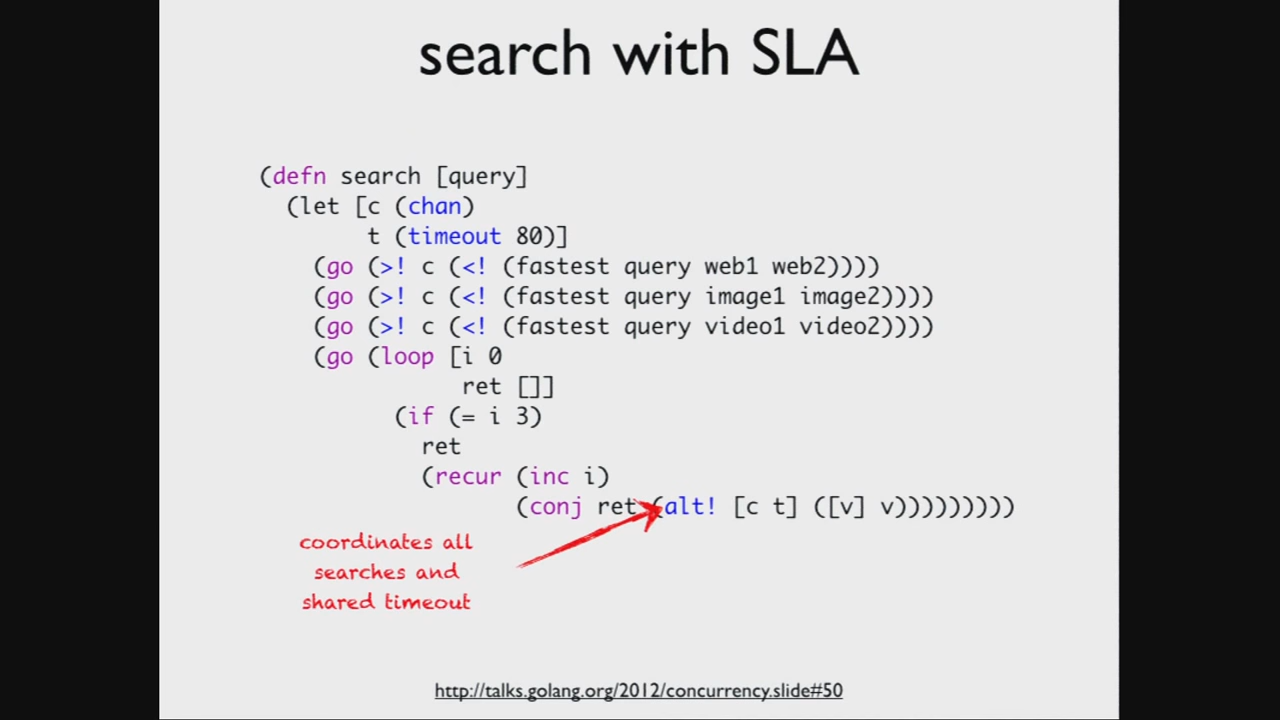 search with SLA
(defn search [query]
  (let [c (chan)
        t (timeout 80)]
    (go (>! c (<! (fastest query web1 web2))))
    (go (>! c (<! (fastest query image1 image2))))
    (go (>! c (<! (fastest query video1 video2))))
    (go (loop [i 0
               ret []]
          (if (= i 3)
            ret
            (recur (inc i)
                   (conj ret (alt! [c t] ([v] v)))))))))
coordinates all
searches and
shared timeout
http://talks.golang.org/2012/concurrency.slide#50